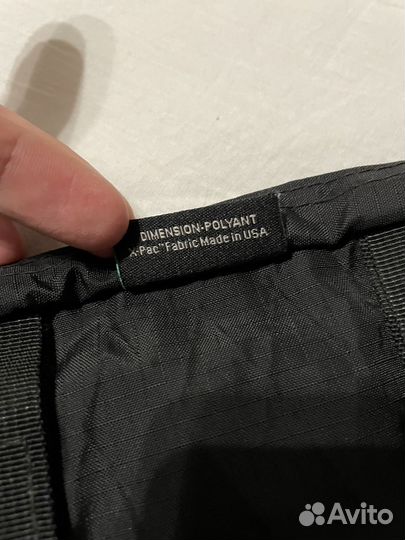 DIMENSION-POLYANT
X-Pac™ Fabric Made in USA
Avito